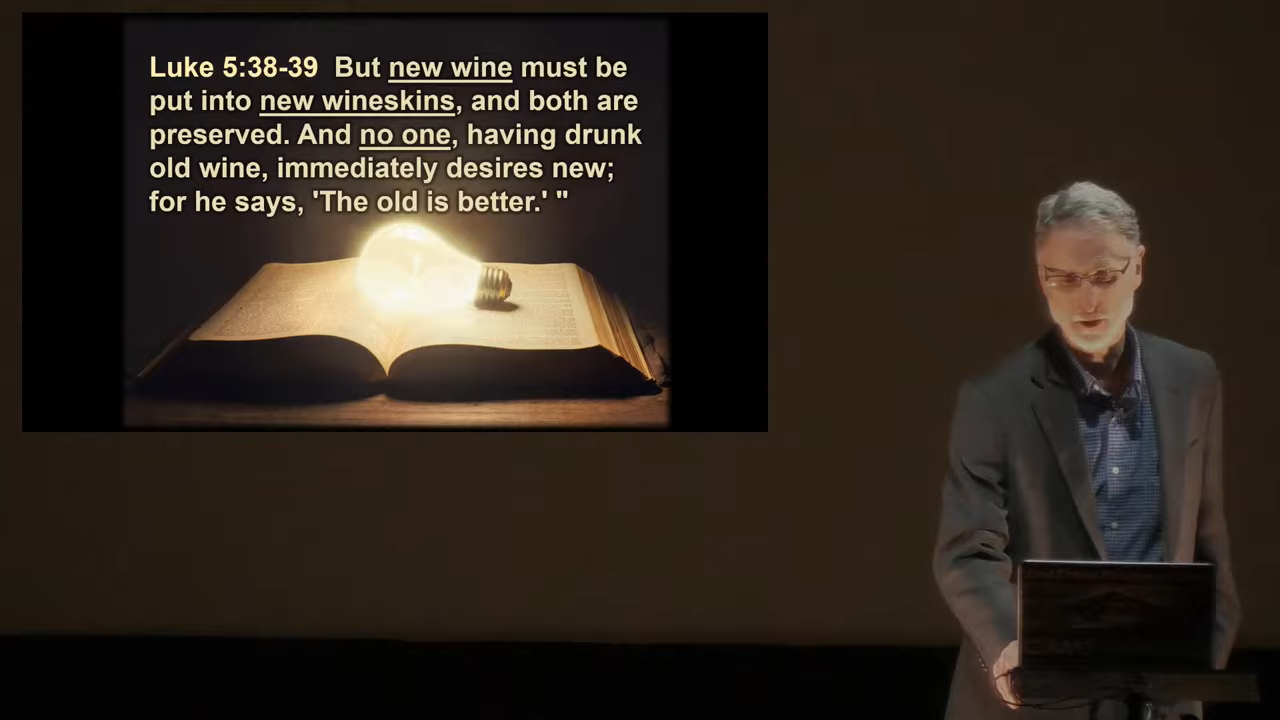 Luke 5:38-39 But new wine must be
put into new wineskins, and both are
preserved. And no one, having drunk
old wine, immediately desires new;
for he says, 'The old is better.' "